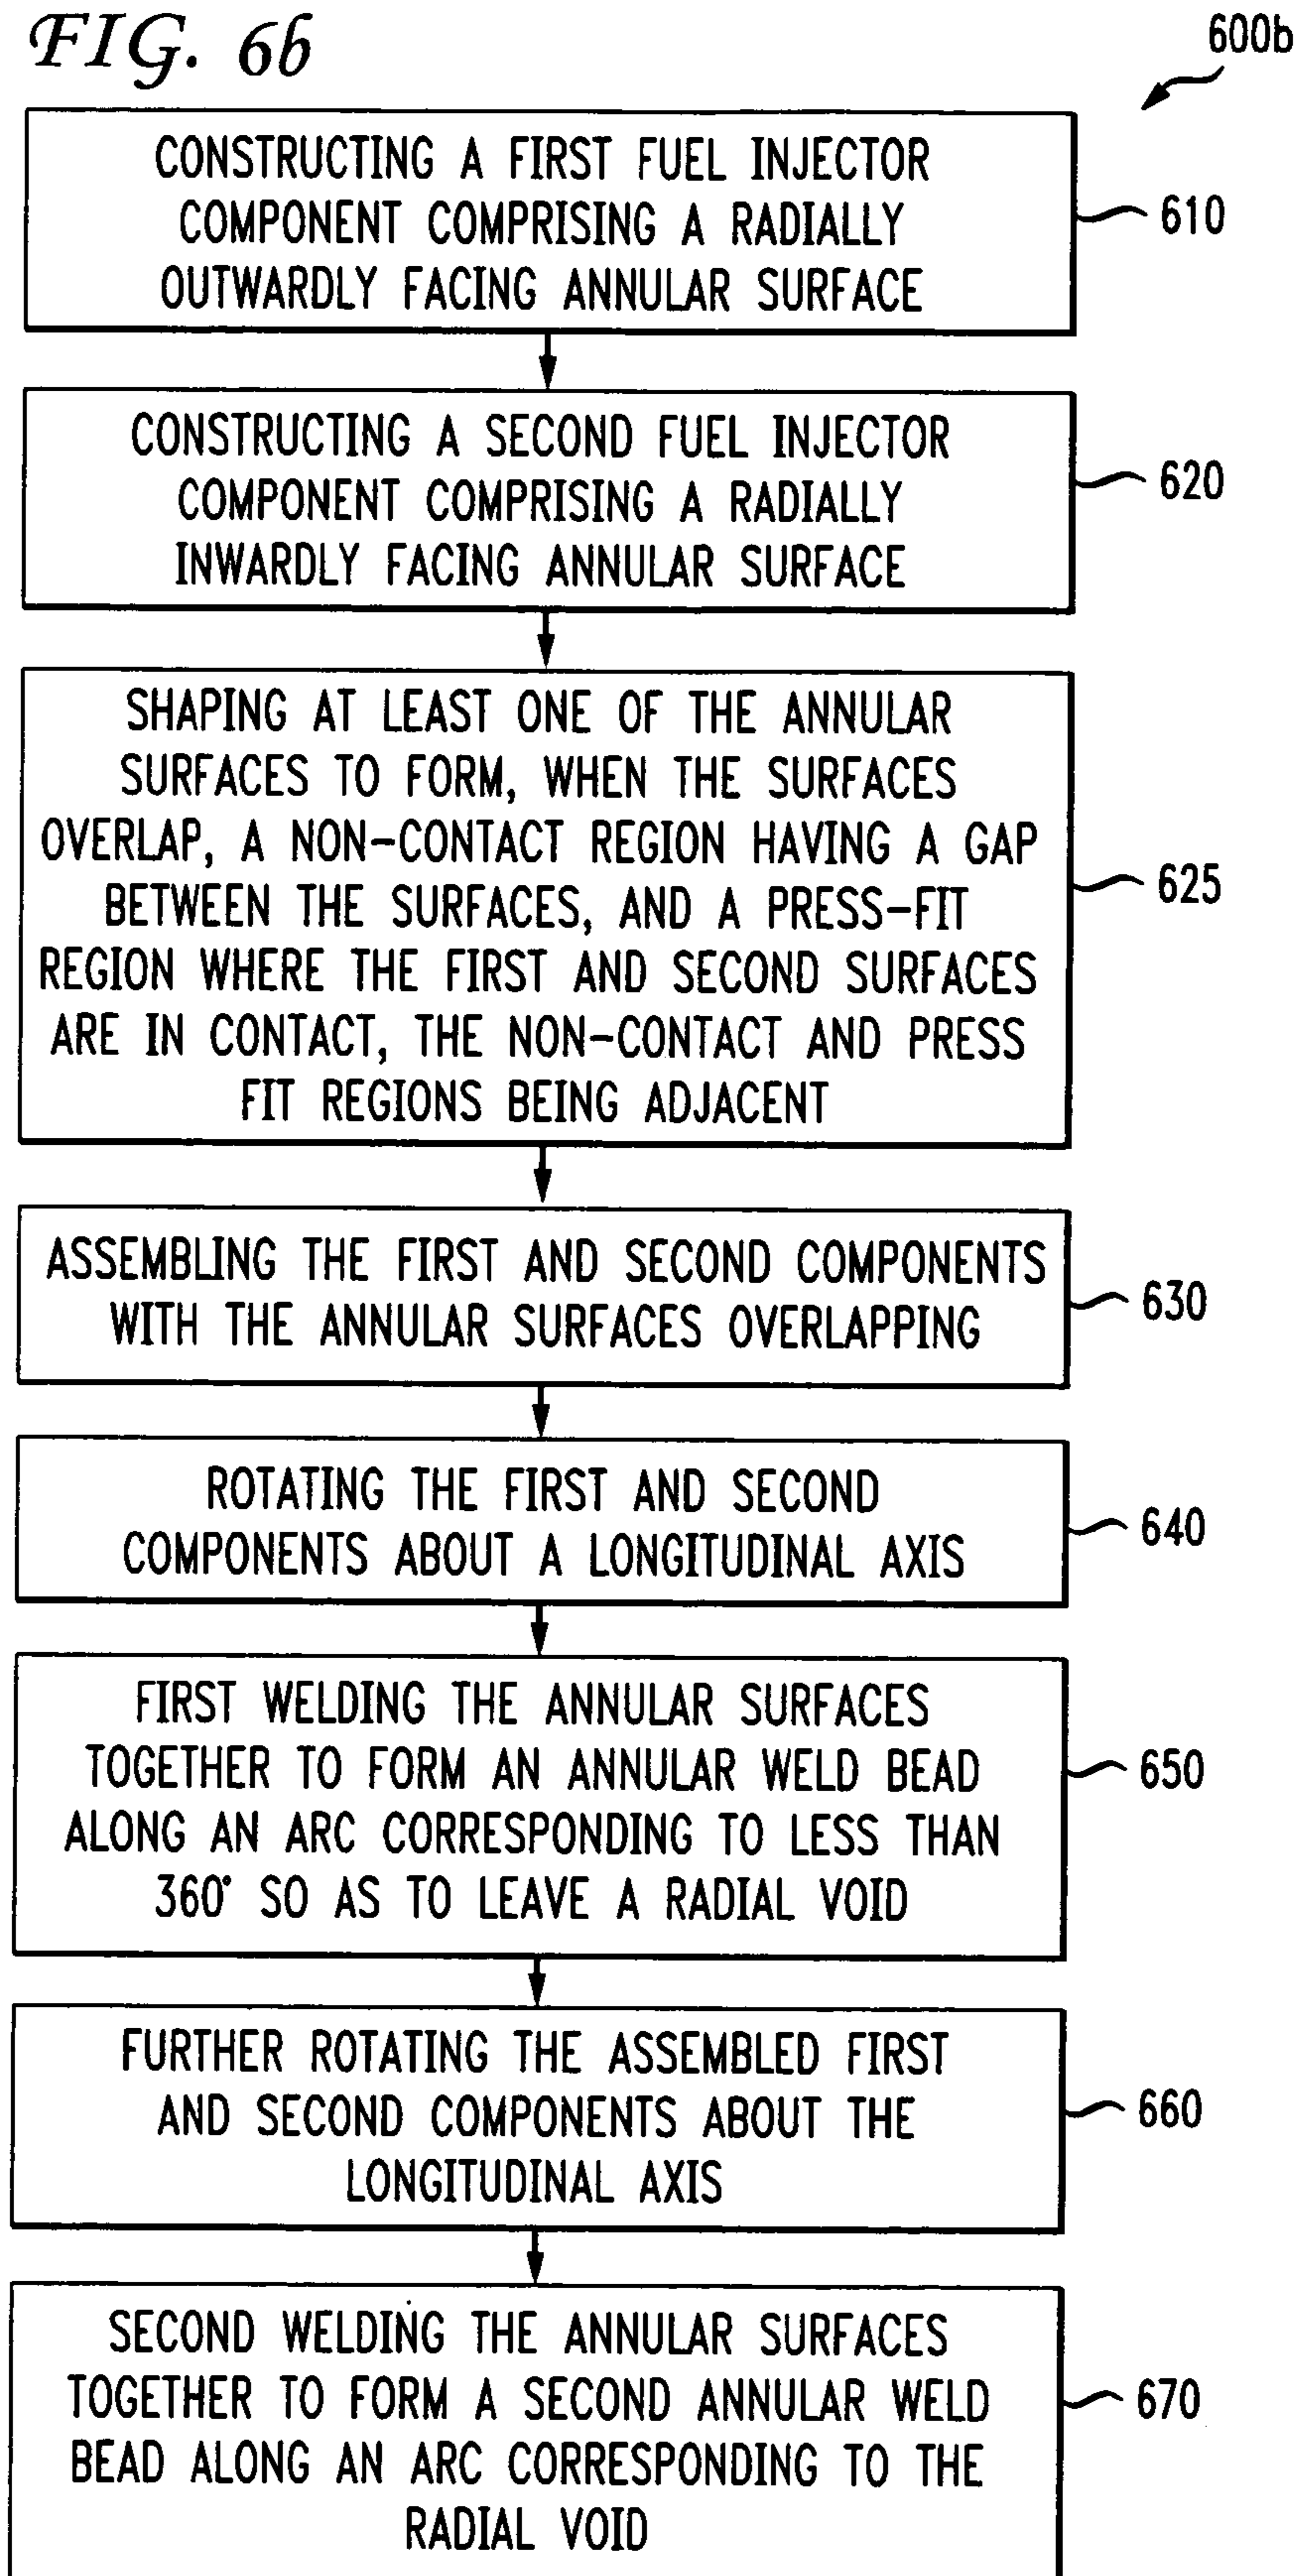 FIG. 6b
600b
CONSTRUCTING A FIRST FUEL INJECTOR
COMPONENT COMPRISING A RADIALLY
OUTWARDLY FACING ANNULAR SURFACE
610
CONSTRUCTING A SECOND FUEL INJECTOR
COMPONENT COMPRISING A RADIALLY
INWARDLY FACING ANNULAR SURFACE
620
SHAPING AT LEAST ONE OF THE ANNULAR
SURFACES TO FORM, WHEN THE SURFACES
OVERLAP, A NON-CONTACT REGION HAVING A GAP
BETWEEN THE SURFACES, AND A PRESS-FIT
REGION WHERE THE FIRST AND SECOND SURFACES
ARE IN CONTACT, THE NON-CONTACT AND PRESS
FIT REGIONS BEING ADJACENT
625
ASSEMBLING THE FIRST AND SECOND COMPONENTS
WITH THE ANNULAR SURFACES OVERLAPPING
630
ROTATING THE FIRST AND SECOND
COMPONENTS ABOUT A LONGITUDINAL AXIS
640
FIRST WELDING THE ANNULAR SURFACES
TOGETHER TO FORM AN ANNULAR WELD BEAD
ALONG AN ARC CORRESPONDING TO LESS THAN
360° SO AS TO LEAVE A RADIAL VOID
650
FURTHER ROTATING THE ASSEMBLED FIRST
AND SECOND COMPONENTS ABOUT THE
LONGITUDINAL AXIS
660
SECOND WELDING THE ANNULAR SURFACES
TOGETHER TO FORM A SECOND ANNULAR WELD
BEAD ALONG AN ARC CORRESPONDING TO THE
RADIAL VOID
670